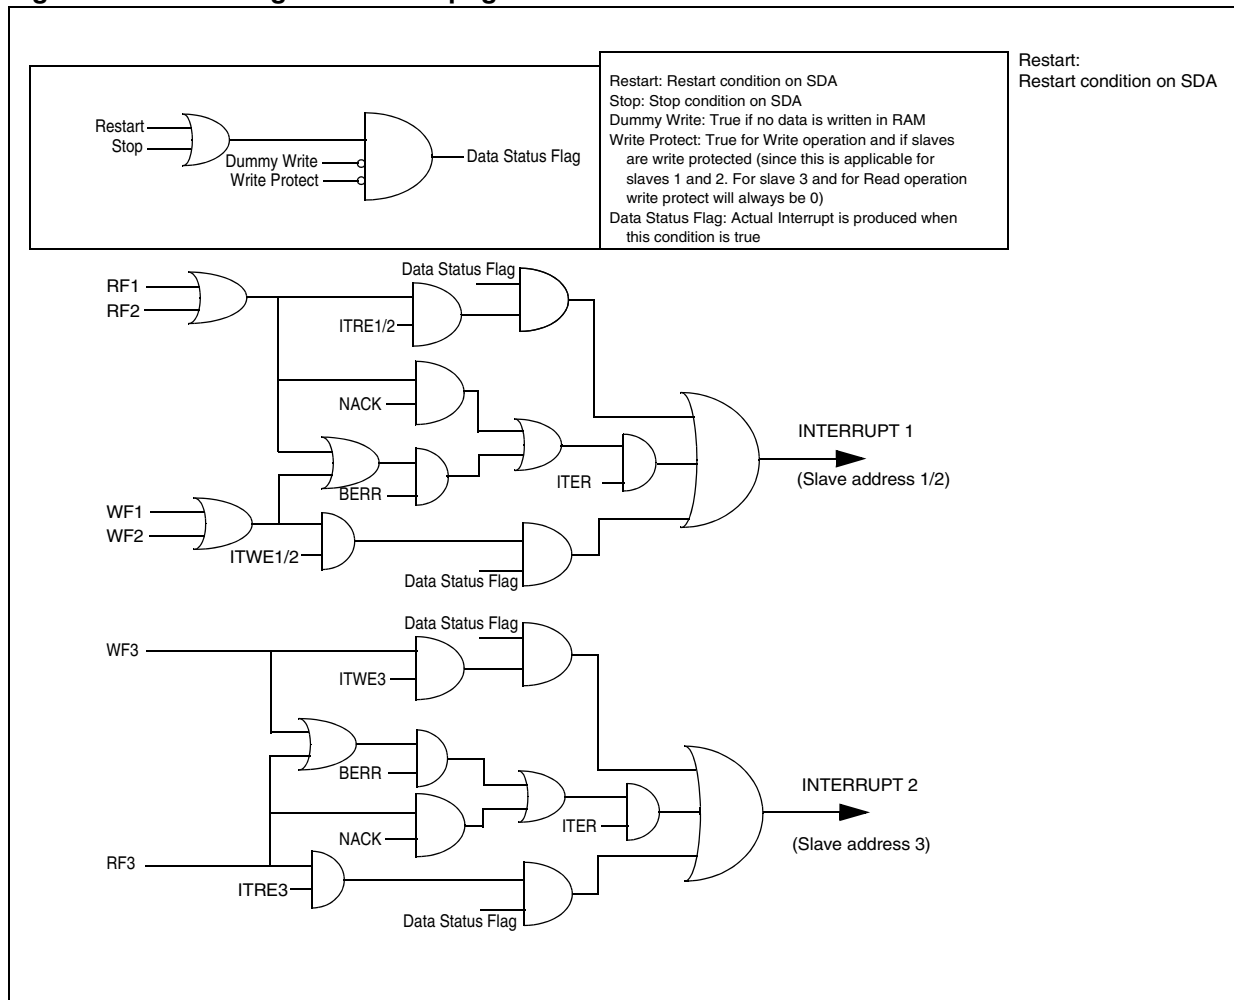 Restart:
Restart condition on SDA
Restart: Restart condition on SDA
Stop: Stop condition on SDA
Dummy Write: True if no data is written in RAM
Write Protect: True for Write operation and if slaves
are write protected (since this is applicable for
slaves 1 and 2. For slave 3 and for Read operation
write protect will always be 0)
Data Status Flag: Actual Interrupt is produced when
this condition is true
Restart
Stop
Dummy Write
Write Protect
Data Status Flag
Data Status Flag
RF1
RF2
ITRE1/2
NACK
BERR
ITER
INTERRUPT 1
(Slave address 1/2)
WF1
WF2
ITWE1/2
Data Status Flag
Data Status Flag
WF3
ITWE3
BERR
NACK
ITER
INTERRUPT 2
(Slave address 3)
RF3
ITRE3
Data Status Flag